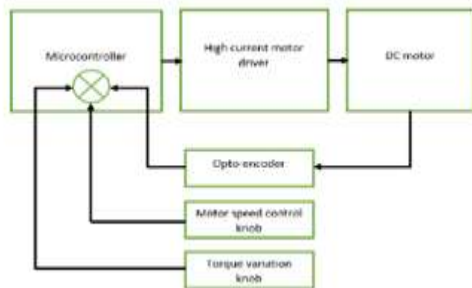 Microcontroller
High current motor
driver
DC motor
Opto-encoder
Motor speed control
knob
Torque variation
knob